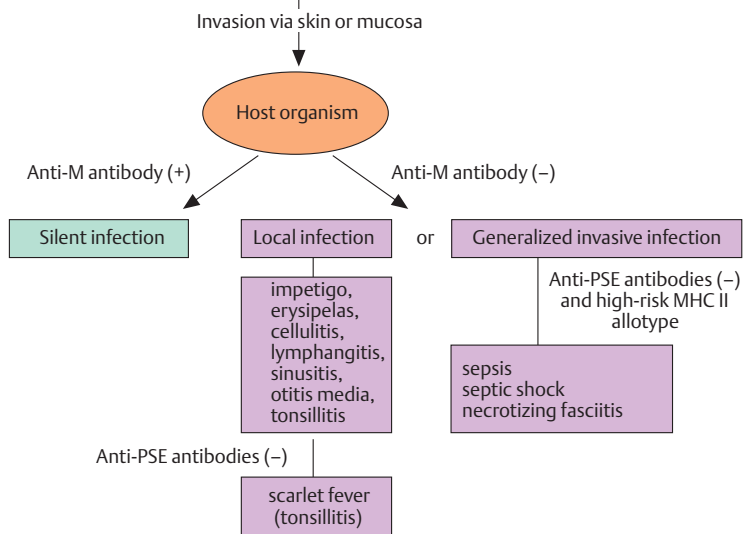 Invasion via skin or mucosa
Host organism
Anti-M antibody (+)
Anti-M antibody (–)
Silent infection
Local infection
or
Generalized invasive infection
impetigo,
erysipelas,
cellulitis,
lymphangitis,
sinusitis,
otitis media,
tonsillitis
Anti-PSE antibodies (–)
and high-risk MHC II
allotype
sepsis
septic shock
necrotizing fasciitis
Anti-PSE antibodies (–)
scarlet fever
(tonsillitis)